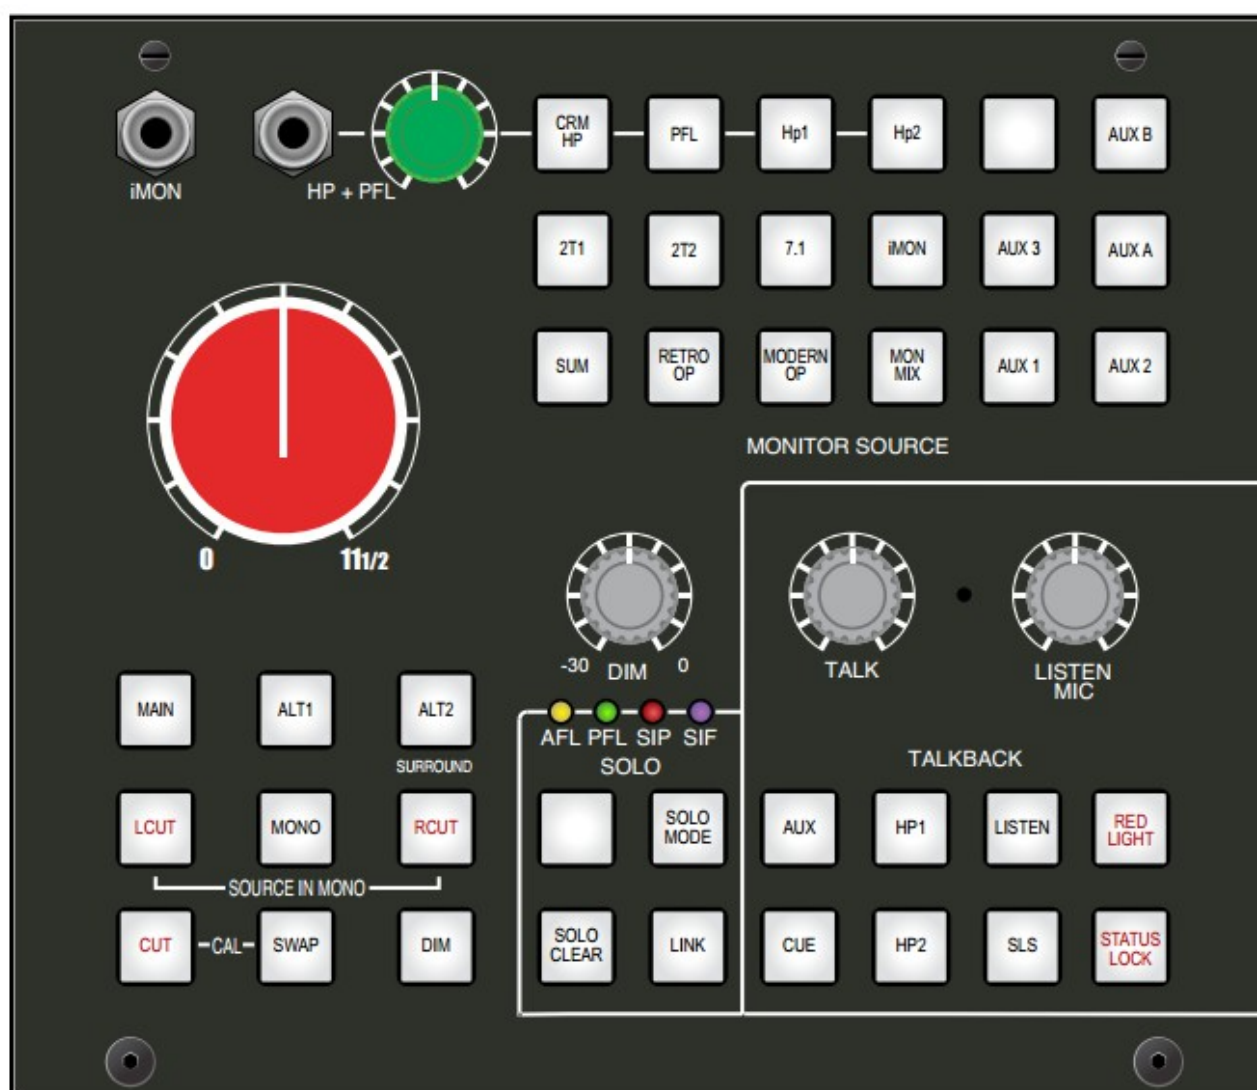 CRM
HP
PFL
Hp1
Hp2
AUX B
iMON
HP + PFL
2T1
2T2
7.1
iMON
AUX 3
AUX A
SUM
RETRO
OP
MODERN
OP
MON
MIX
AUX 1
AUX 2
MONITOR SOURCE
0
11 1/2
-30
DIM
0
TALK
LISTEN
MIC
MAIN
ALT1
ALT2
SURROUND
AFL PFL SIP SIF
SOLO
TALKBACK
LCUT
MONO
RCUT
SOURCE IN MONO
SOLO
MODE
AUX
HP1
LISTEN
RED
LIGHT
CUT
CAL
SWAP
DIM
SOLO
CLEAR
LINK
CUE
HP2
SLS
STATUS
LOCK